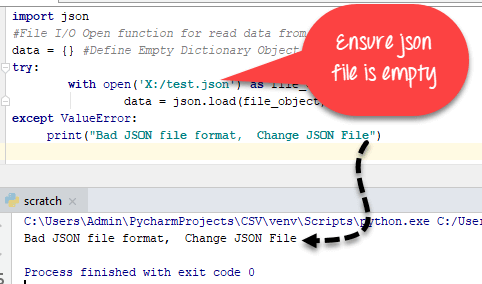 import json
#File I/O Open function for read data from
data = {} #Define Empty Dictionary Object
try:
with open('X:/test.json') as file_
data = json.load(file_object)
except ValueError:
print("Bad JSON file format,  Change JSON File")
Ensure json
file is empty
scratch
C:\Users\Admin\PycharmProjects\CSV\venv\Scripts\python.exe C:/User
Bad JSON file format,  Change JSON File
Process finished with exit code 0